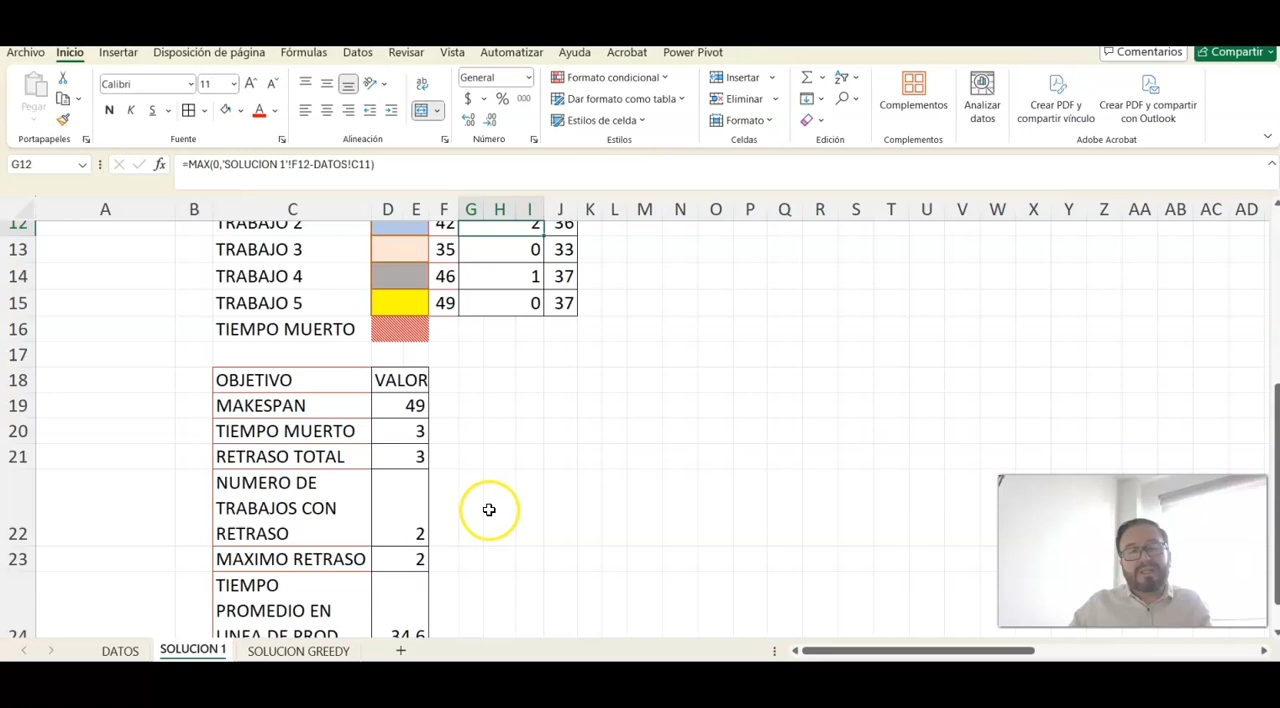 Archivo Inicio Insertar Disposición de página Fórmulas Datos Revisar Vista Automatizar Ayuda Acrobat Power Pivot Comentarios Compartir
Pegar
Calibri 11
N K S
General
$ % 000
Formato condicional
Dar formato como tabla
Estilos de celda
Insertar
Eliminar
Formato
Complementos
Analizar datos
Crear PDF y compartir vínculo
Crear PDF y compartir con Outlook
Portapapeles Fuente Alineación Número Estilos Celdas Edición Complementos Adobe Acrobat
G12 fx =MAX(0,'SOLUCION 1'!F12-DATOS!C11)
A B C D E F G H I J K L M N O P Q R S T U V W X Y Z AA AB AC AD
12 TRABAJO 2 42 2 36
13 TRABAJO 3 35 0 33
14 TRABAJO 4 46 1 37
15 TRABAJO 5 49 0 37
16 TIEMPO MUERTO
17
18 OBJETIVO VALOR
19 MAKESPAN 49
20 TIEMPO MUERTO 3
21 RETRASO TOTAL 3
NUMERO DE
TRABAJOS CON
22 RETRASO 2
23 MAXIMO RETRASO 2
TIEMPO
PROMEDIO EN
24 LINEA DE PROD 34.6
DATOS SOLUCION 1 SOLUCION GREEDY